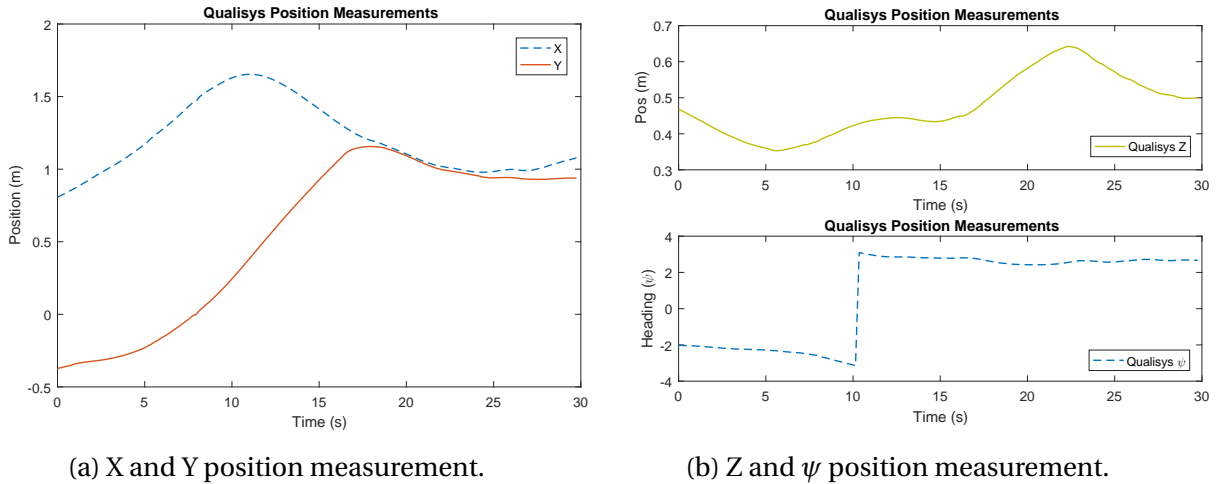 Qualisys Position Measurements
2
1.5
1
0.5
0
-0.5
Position (m)
X
Y
0 5 10 15 20 25 30
Time (s)
(a) X and Y position measurement.
Qualisys Position Measurements
0.7
0.6
0.5
0.4
0.3
Pos (m)
Qualisys Z
0 5 10 15 20 25 30
Time (s)
Qualisys Position Measurements
4
2
0
-2
-4
Heading (ψ)
Qualisys ψ
0 5 10 15 20 25 30
Time (s)
(b) Z and ψ position measurement.